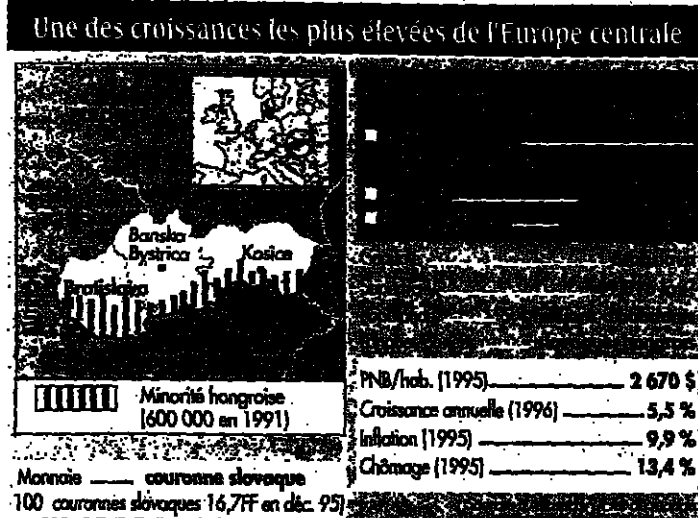 Une des croissances les plus élevées de l'Europe centrale
Banska
Bystrica
Kosice
Bratislava
Minorité hongroise
(600 000 en 1991)
Monnaie couronne slovaque
100 couronnes slovaques 16,7FF en déc. 95)
PNB/hab. (1995) 2 670 $
Croissance annuelle (1996) 5,5 %
Inflation (1995) 9,9 %
Chômage (1995) 13,4 %